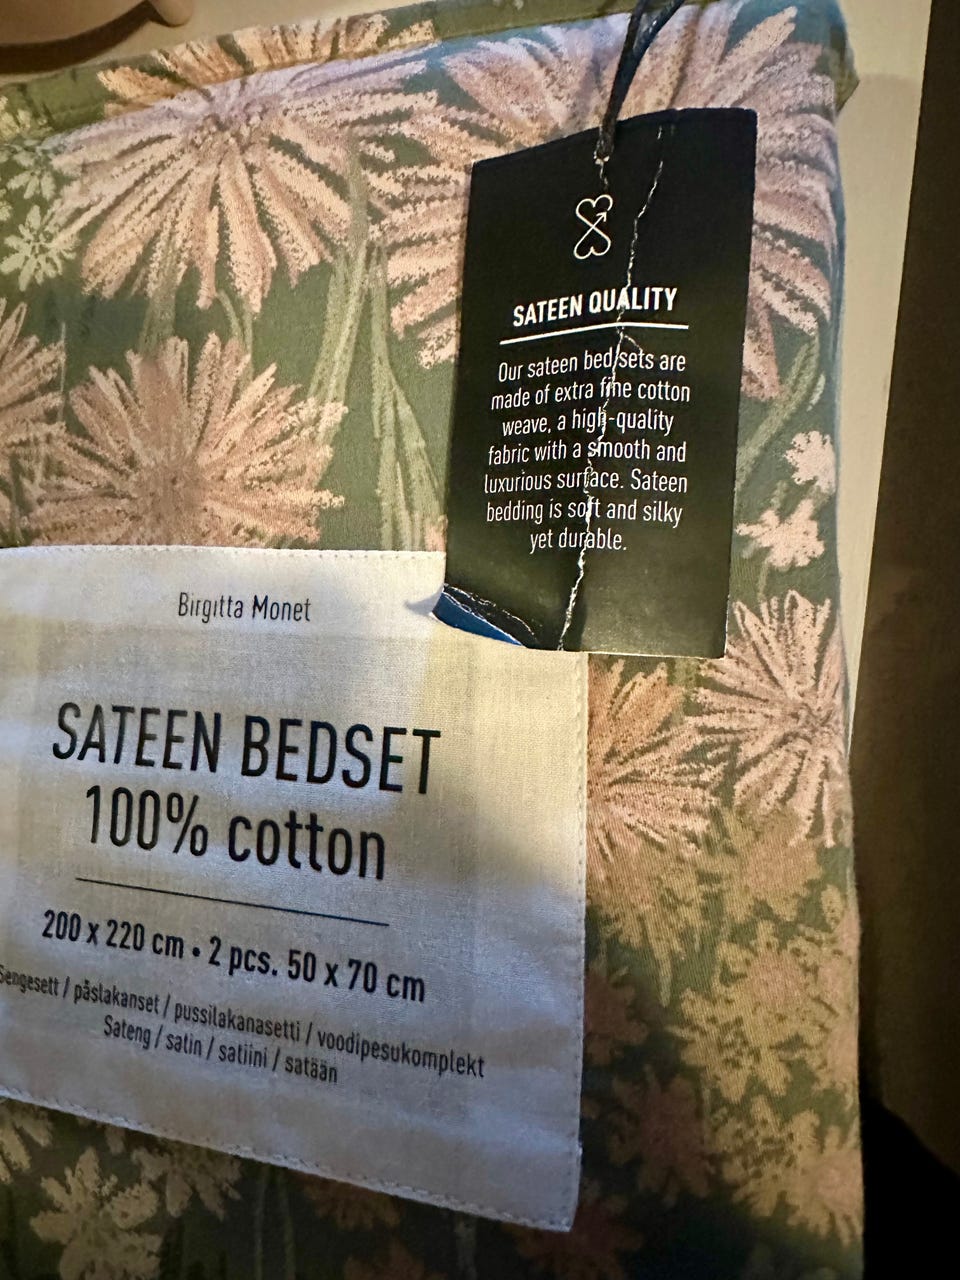 SATEEN QUALITY
Our sateen bed sets are
made of extra fine cotton
weave, a high-quality
fabric with a smooth and
luxurious surface. Sateen
bedding is soft and silky
yet durable.
Birgitta Monet
SATEEN BEDSET
100% cotton
200 x 220 cm • 2 pcs. 50 x 70 cm
Sengesett / påslakanset / pussilakanasetti / voodipesukomplekt
Sateng / satin / satiini / satään